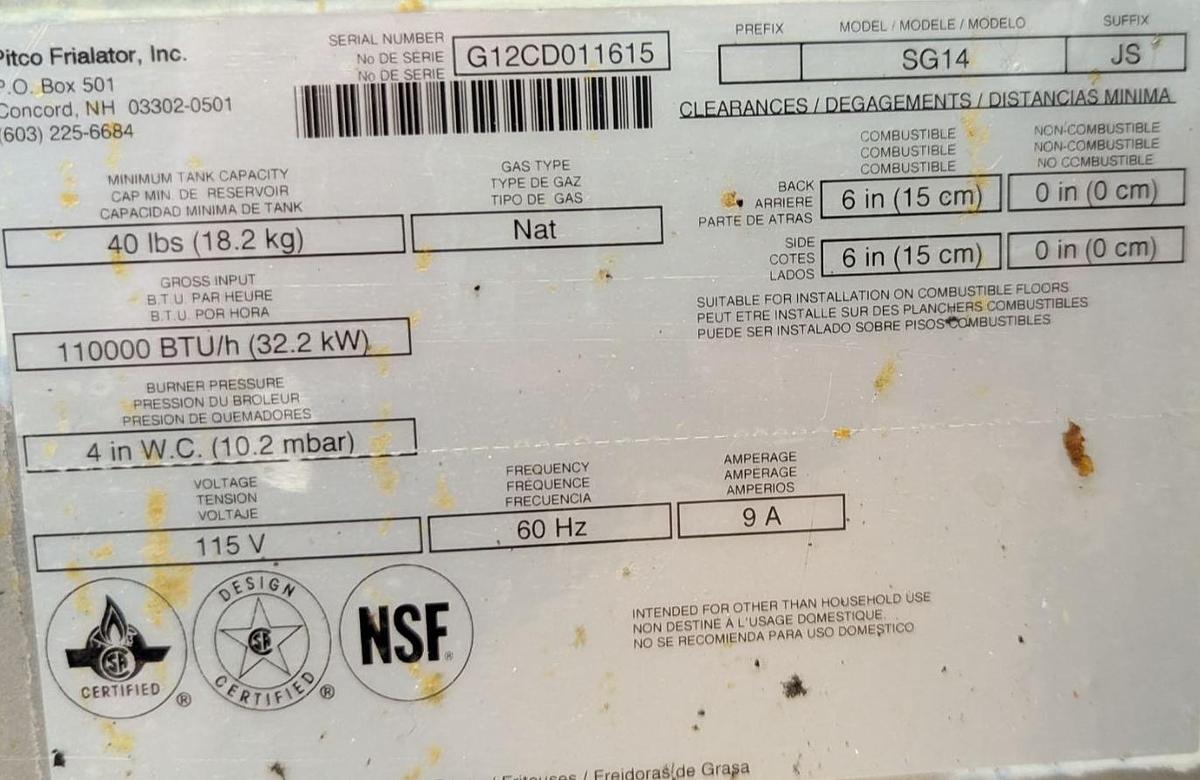 Pitco Frialator, Inc.
P.O. Box 501
Concord, NH 03302-0501
(603) 225-6684
SERIAL NUMBER
No DE SERIE
No DE SERIE
G12CD011615
PREFIX
MODEL / MODELE / MODELO
SUFFIX
SG14
JS
CLEARANCES / DEGAGEMENTS / DISTANCIAS MINIMA
COMBUSTIBLE
COMBUSTIBLE
COMBUSTIBLE
NON-COMBUSTIBLE
NON-COMBUSTIBLE
NO COMBUSTIBLE
BACK
ARRIERE
PARTE DE ATRAS
6 in (15 cm)
0 in (0 cm)
SIDE
COTES
LADOS
6 in (15 cm)
0 in (0 cm)
SUITABLE FOR INSTALLATION ON COMBUSTIBLE FLOORS
PEUT ETRE INSTALLE SUR DES PLANCHERS COMBUSTIBLES
PUEDE SER INSTALADO SOBRE PISOS COMBUSTIBLES
MINIMUM TANK CAPACITY
CAP MIN. DE RESERVOIR
CAPACIDAD MINIMA DE TANK
40 lbs (18.2 kg)
GAS TYPE
TYPE DE GAZ
TIPO DE GAS
Nat
GROSS INPUT
B.T.U. PAR HEURE
B.T.U. POR HORA
110000 BTU/h (32.2 kW)
BURNER PRESSURE
PRESSION DU BROLEUR
PRESION DE QUEMADORES
4 in W.C. (10.2 mbar)
VOLTAGE
TENSION
VOLTAJE
115 V
FREQUENCY
FREQUENCE
FRECUENCIA
60 Hz
AMPERAGE
AMPERAGE
AMPERIOS
9 A
SA
CERTIFIED ®
DESIGN
SA
CERTIFIED ®
NSF®
INTENDED FOR OTHER THAN HOUSEHOLD USE
NON DESTINÉ À L'USAGE DOMESTIQUE.
NO SE RECOMIENDA PARA USO DOMESTICO
/ Friteuses / Freidoras de Grasa